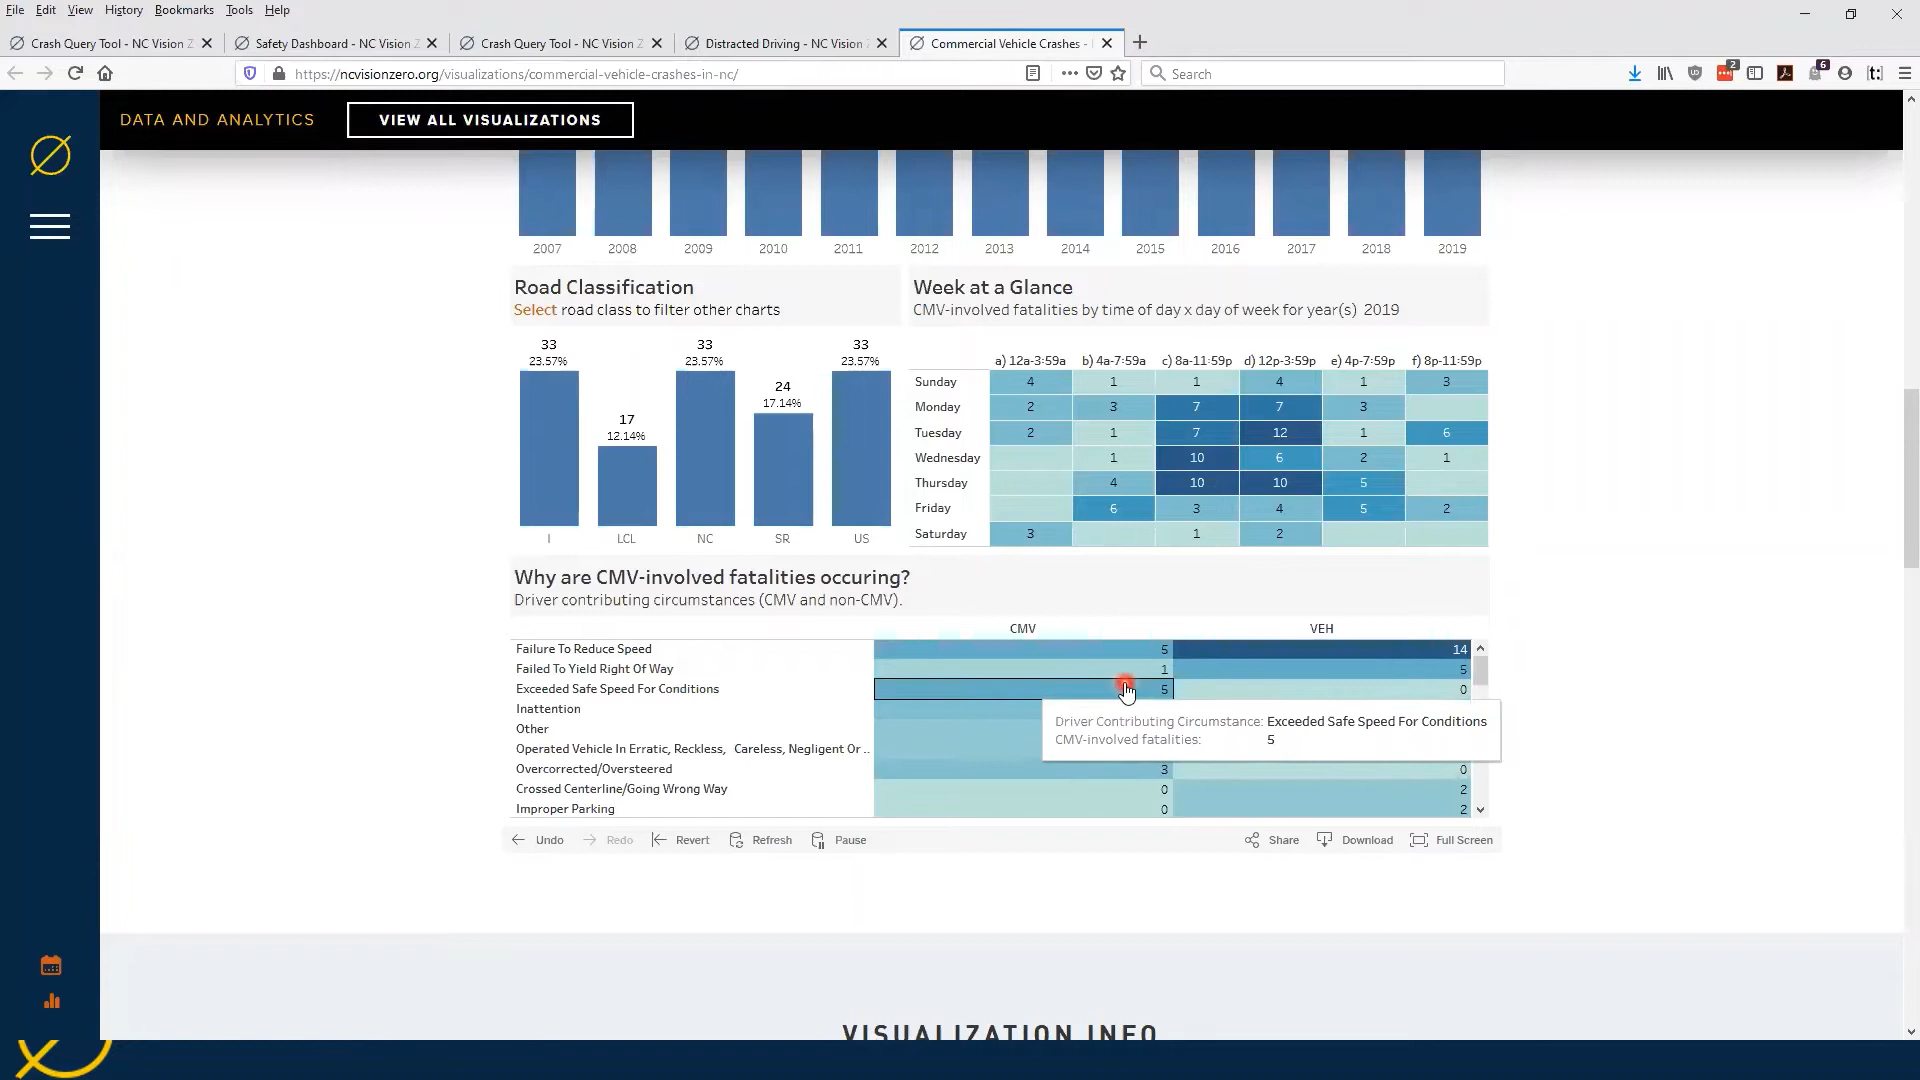 File Edit View History Bookmarks Tools Help
Crash Query Tool - NC Vision Z
Safety Dashboard - NC Vision Z
Crash Query Tool - NC Vision Z
Distracted Driving - NC Vision
Commercial Vehicle Crashes -
https://ncvisionzero.org/visualizations/commercial-vehicle-crashes-in-nc/
Search
2
6
DATA AND ANALYTICS
VIEW ALL VISUALIZATIONS
2007 2008 2009 2010 2011 2012 2013 2014 2015 2016 2017 2018 2019
Road Classification
Select road class to filter other charts
33 33 33
23.57% 23.57% 23.57%
24
17.14%
17
12.14%
I LCL NC SR US
Week at a Glance
CMV-involved fatalities by time of day x day of week for year(s) 2019
a) 12a-3:59a b) 4a-7:59a c) 8a-11:59p d) 12p-3:59p e) 4p-7:59p f) 8p-11:59p
Sunday 4 1 1 4 1 3
Monday 2 3 7 7 3
Tuesday 2 1 7 12 1 6
Wednesday 1 10 6 2 1
Thursday 4 10 10 5
Friday 6 3 4 5 2
Saturday 3 1 2
Why are CMV-involved fatalities occuring?
Driver contributing circumstances (CMV and non-CMV).
CMV VEH
Failure To Reduce Speed 5 14
Failed To Yield Right Of Way 1 5
Exceeded Safe Speed For Conditions 5 0
Inattention
Other
Operated Vehicle In Erratic, Reckless, Careless, Negligent Or ..
Overcorrected/Oversteered 3 0
Crossed Centerline/Going Wrong Way 0 2
Improper Parking 0 2
Driver Contributing Circumstance: Exceeded Safe Speed For Conditions
CMV-involved fatalities: 5
Undo Redo Revert Refresh Pause Share Download Full Screen
VISUALIZATION INFO